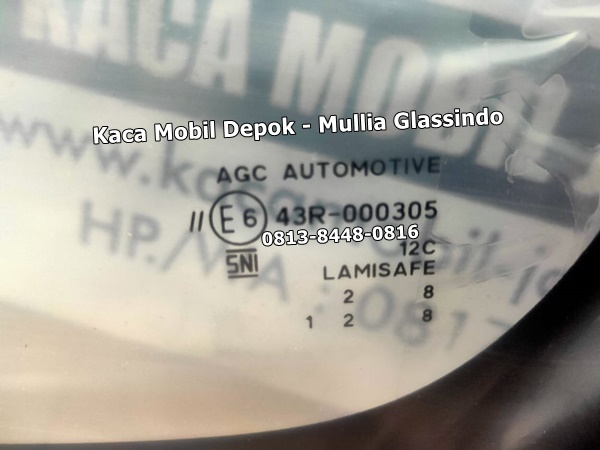 KACA MOBIL
Kaca Mobil Depok - Mullia Glassindo
AGC AUTOMOTIVE
II E6 43R-000305
0813-8448-0816
12C
SNI
LAMISAFE
2 8
1 2 8